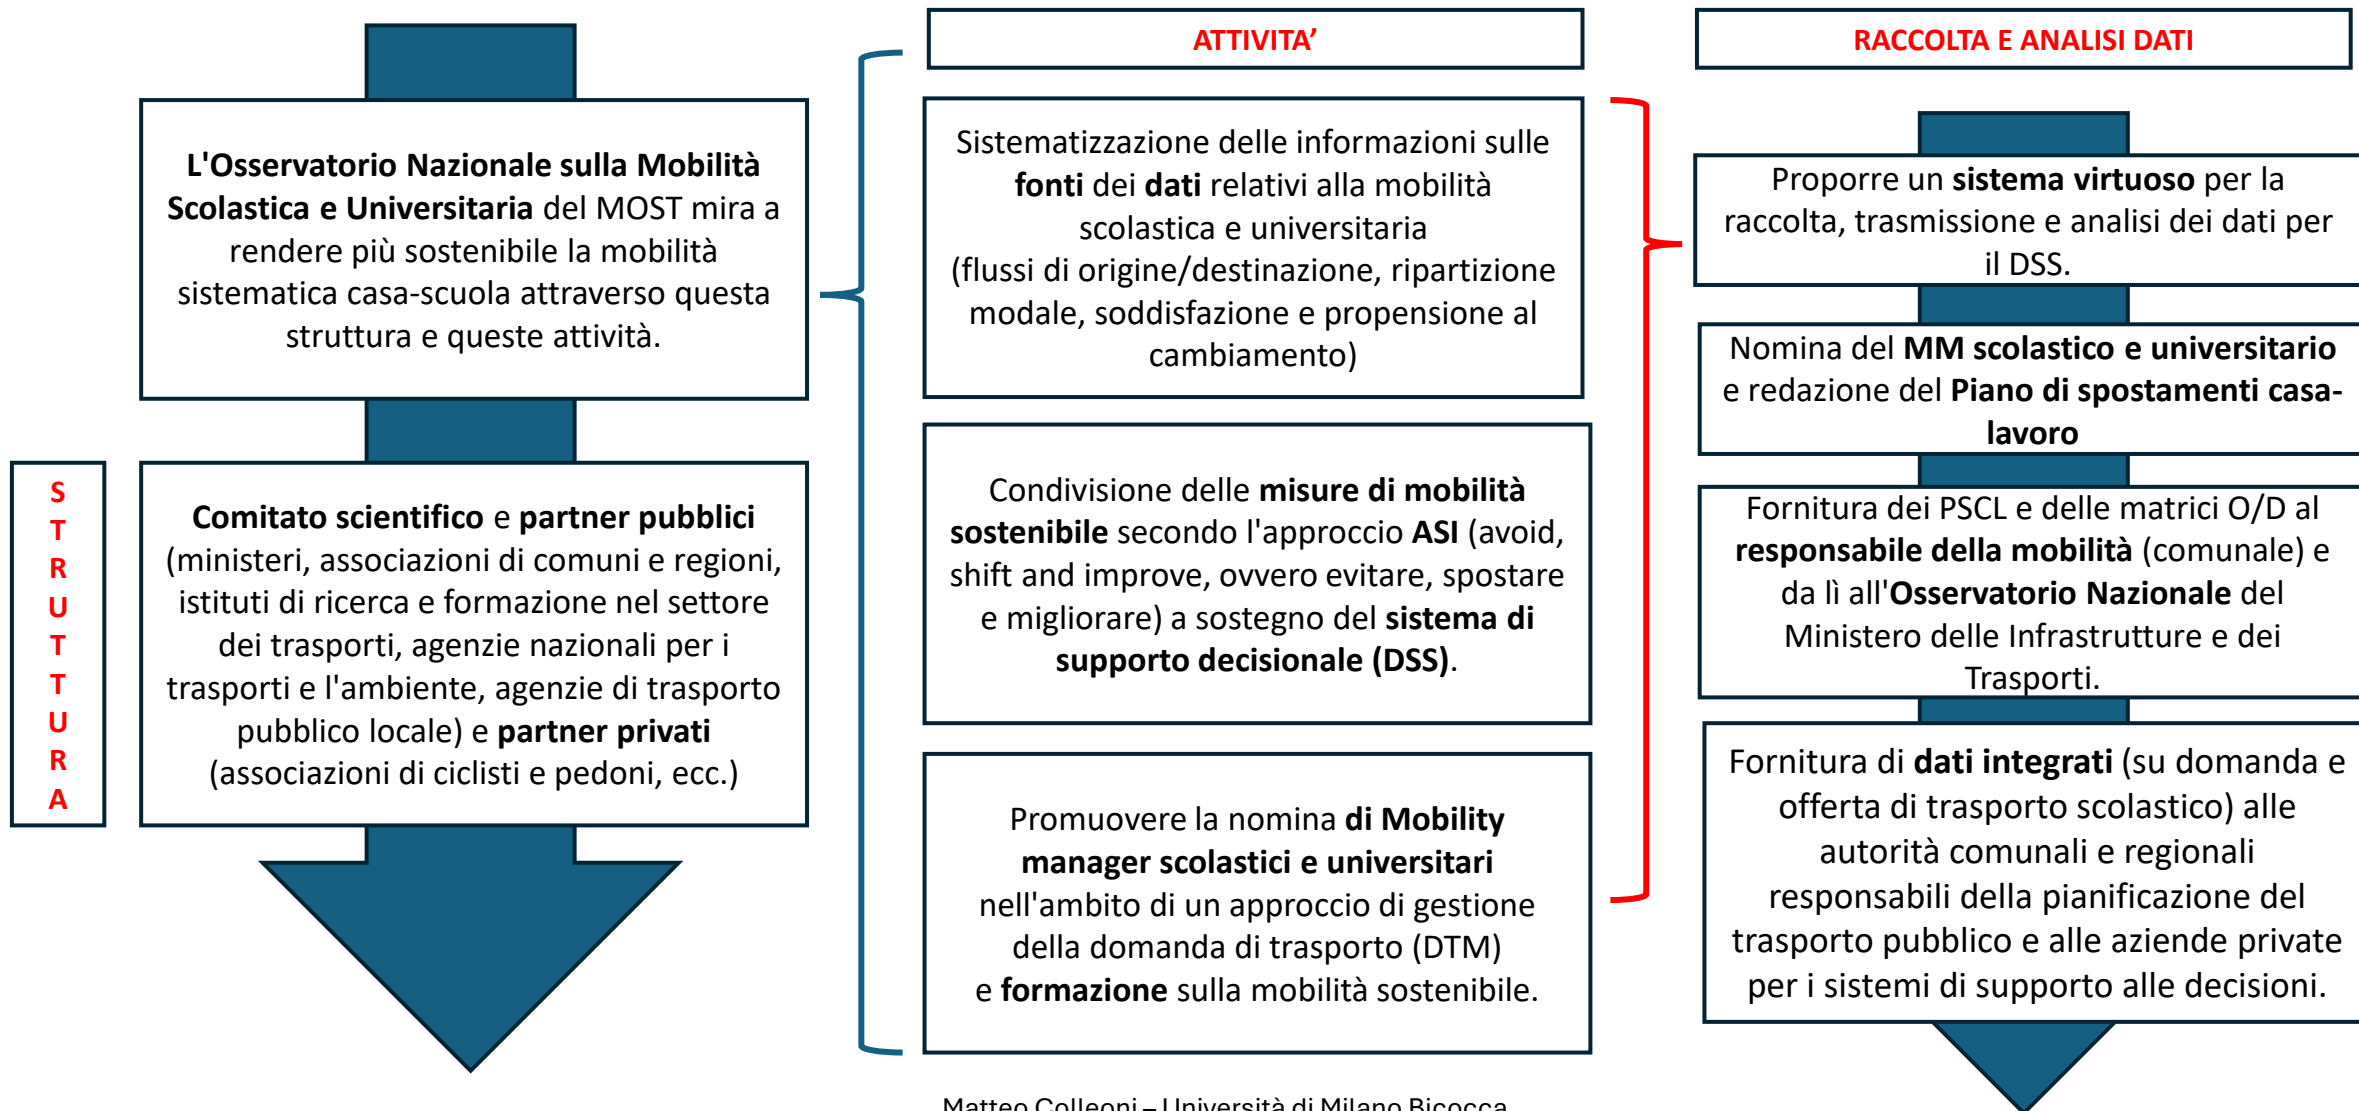 L'Osservatorio Nazionale sulla Mobilità
Scolastica e Universitaria del MOST mira a
rendere più sostenibile la mobilità
sistematica casa-scuola attraverso questa
struttura e queste attività.
S
T
R
U
T
T
U
R
A
Comitato scientifico e partner pubblici
(ministeri, associazioni di comuni e regioni,
istituti di ricerca e formazione nel settore
dei trasporti, agenzie nazionali per i
trasporti e l'ambiente, agenzie di trasporto
pubblico locale) e partner privati
(associazioni di ciclisti e pedoni, ecc.)
ATTIVITA’
Sistematizzazione delle informazioni sulle
fonti dei dati relativi alla mobilità
scolastica e universitaria
(flussi di origine/destinazione, ripartizione
modale, soddisfazione e propensione al
cambiamento)
Condivisione delle misure di mobilità
sostenibile secondo l'approccio ASI (avoid,
shift and improve, ovvero evitare, spostare
e migliorare) a sostegno del sistema di
supporto decisionale (DSS).
Promuovere la nomina di Mobility
manager scolastici e universitari
nell'ambito di un approccio di gestione
della domanda di trasporto (DTM)
e formazione sulla mobilità sostenibile.
RACCOLTA E ANALISI DATI
Proporre un sistema virtuoso per la
raccolta, trasmissione e analisi dei dati per
il DSS.
Nomina del MM scolastico e universitario
e redazione del Piano di spostamenti casa-
lavoro
Fornitura dei PSCL e delle matrici O/D al
responsabile della mobilità (comunale) e
da lì all'Osservatorio Nazionale del
Ministero delle Infrastrutture e dei
Trasporti.
Fornitura di dati integrati (su domanda e
offerta di trasporto scolastico) alle
autorità comunali e regionali
responsabili della pianificazione del
trasporto pubblico e alle aziende private
per i sistemi di supporto alle decisioni.
Matteo Colleoni – Università di Milano Bicocca